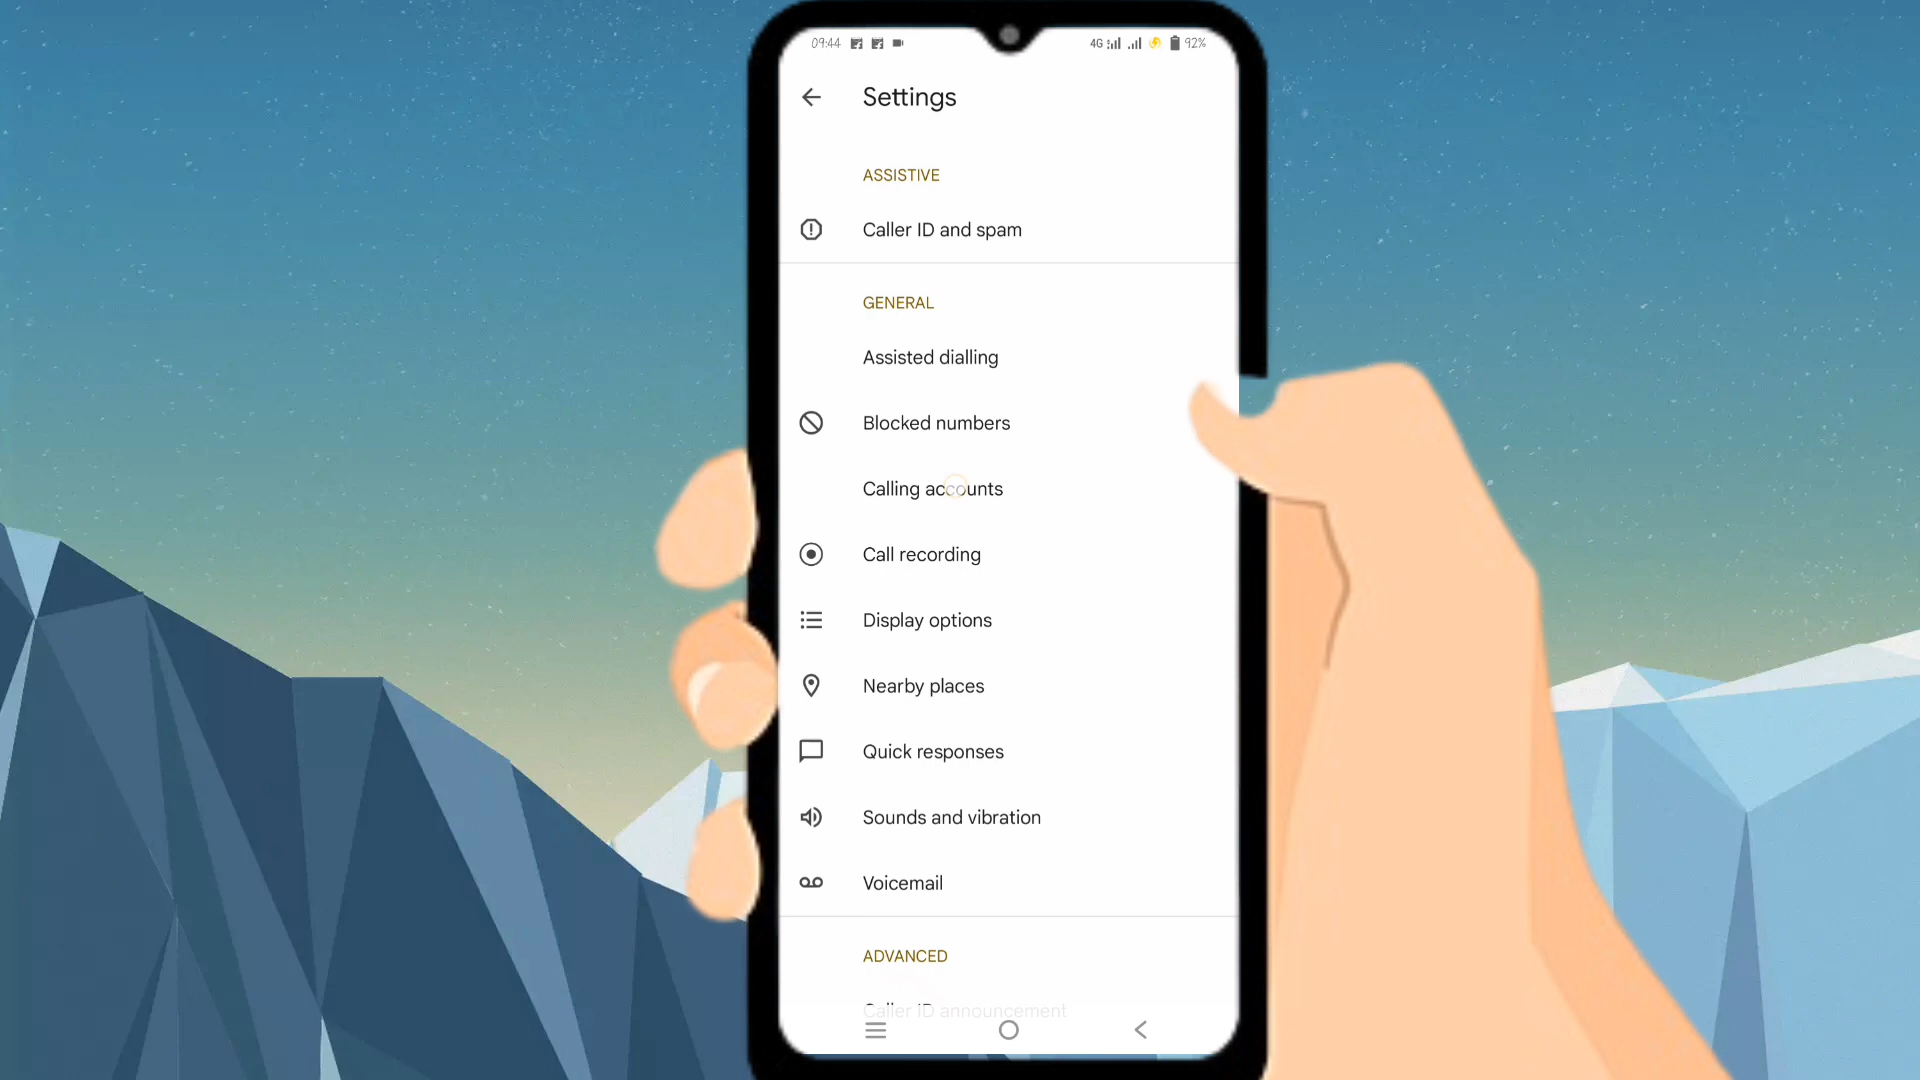 09:44
4G
92%
Settings
ASSISTIVE
Caller ID and spam
GENERAL
Assisted dialling
Blocked numbers
Calling accounts
Call recording
Display options
Nearby places
Quick responses
Sounds and vibration
Voicemail
ADVANCED
Caller ID announcement